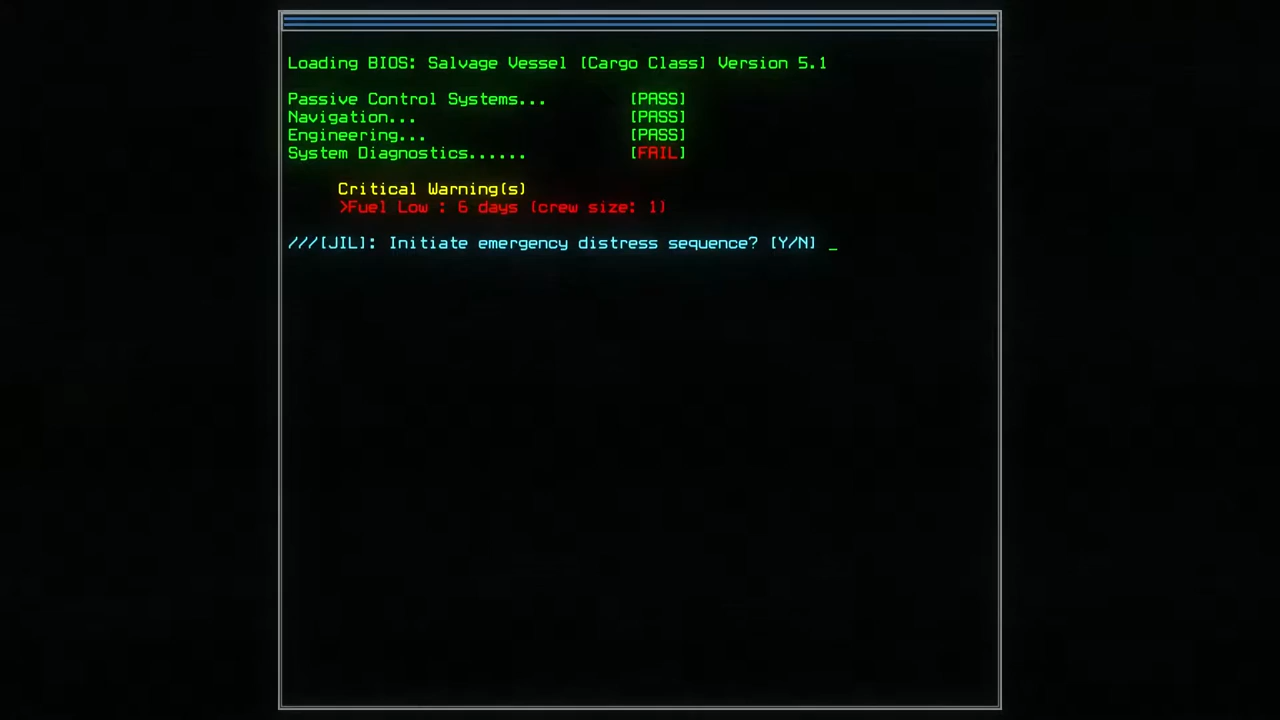 Loading BIOS: Salvage Vessel [Cargo Class] Version 5.1
Passive Control Systems... [PASS]
Navigation... [PASS]
Engineering... [PASS]
System Diagnostics...... [FAIL]
Critical Warning(s)
>Fuel Low : 6 days (crew size: 1)
///[JIL]: Initiate emergency distress sequence? [Y/N] _